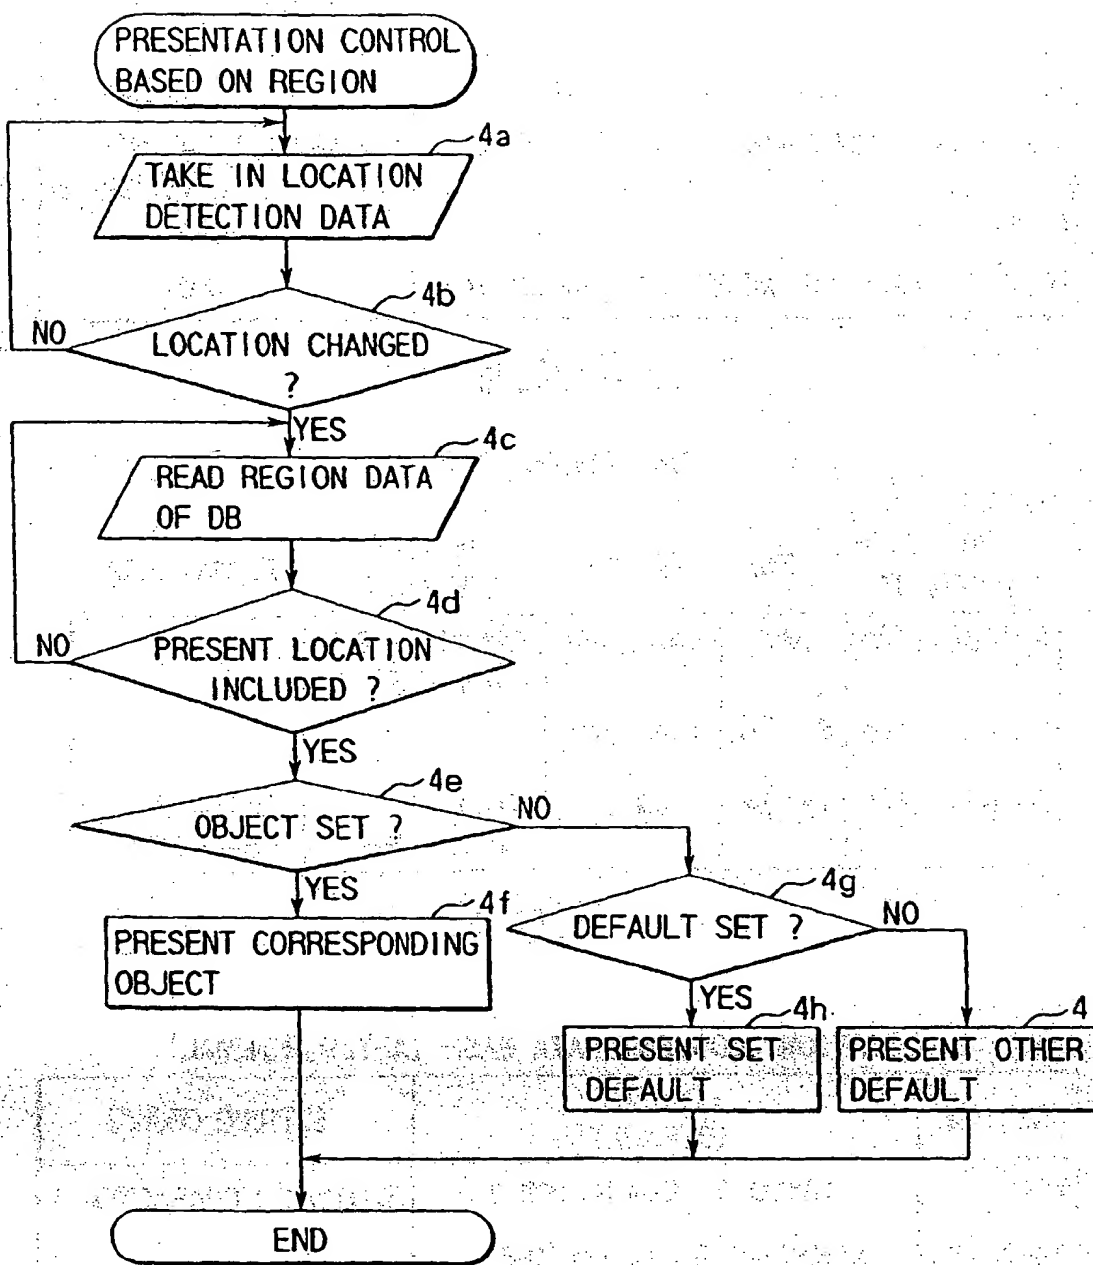 PRESENTATION CONTROL
BASED ON REGION
4a
TAKE IN LOCATION
DETECTION DATA
4b
NO
LOCATION CHANGED
?
YES
4c
READ REGION DATA
OF DB
4d
NO
PRESENT LOCATION
INCLUDED ?
YES
4e
OBJECT SET ?
NO
YES
4f
PRESENT CORRESPONDING
OBJECT
4g
DEFAULT SET ?
NO
YES
4h
PRESENT SET
DEFAULT
4
PRESENT OTHER
DEFAULT
END